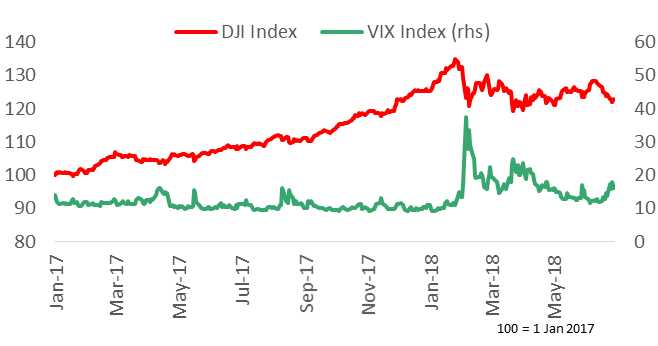 DJI Index VIX Index (rhs)
140 60
130 50
120 40
110 30
100 20
90 10
80 0
Jan-17 Mar-17 May-17 Jul-17 Sep-17 Nov-17 Jan-18 Mar-18 May-18
100 = 1 Jan 2017